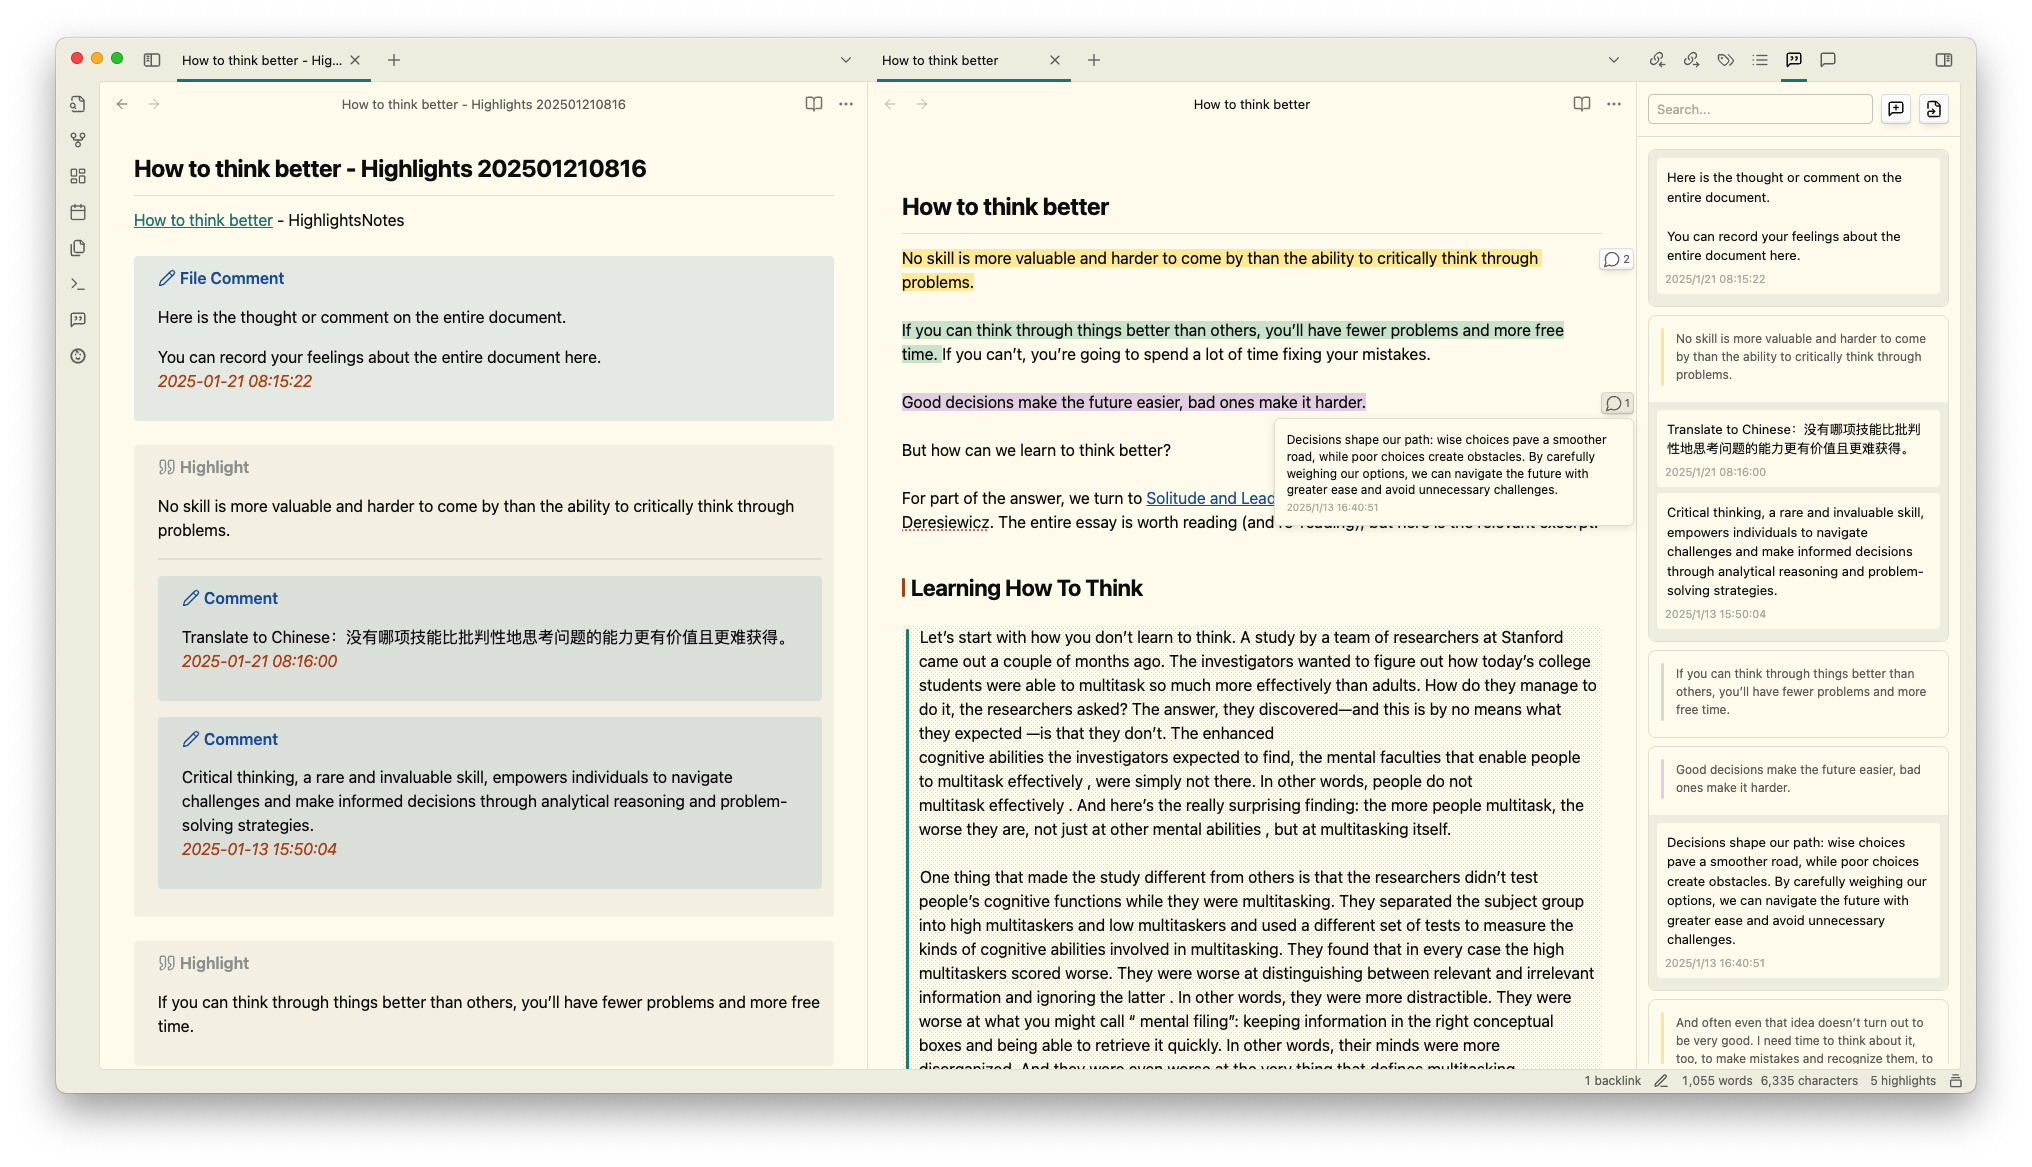 How to think better - Hig...
How to think better
How to think better - Highlights 202501210816
How to think better - Highlights 202501210816
How to think better - HighlightsNotes
File Comment
Here is the thought or comment on the entire document.
You can record your feelings about the entire document here.
2025-01-21 08:15:22
Highlight
No skill is more valuable and harder to come by than the ability to critically think through
problems.
Comment
Translate to Chinese：没有哪项技能比批判性地思考问题的能力更有价值且更难获得。
2025-01-21 08:16:00
Comment
Critical thinking, a rare and invaluable skill, empowers individuals to navigate
challenges and make informed decisions through analytical reasoning and problem-
solving strategies.
2025-01-13 15:50:04
Highlight
If you can think through things better than others, you’ll have fewer problems and more free
time.
How to think better
How to think better
No skill is more valuable and harder to come by than the ability to critically think through
problems.
2
If you can think through things better than others, you’ll have fewer problems and more free
time. If you can’t, you’re going to spend a lot of time fixing your mistakes.
Good decisions make the future easier, bad ones make it harder.
1
But how can we learn to think better?
Decisions shape our path: wise choices pave a smoother
road, while poor choices create obstacles. By carefully
weighing our options, we can navigate the future with
greater ease and avoid unnecessary challenges.
2025/1/13 16:40:51
For part of the answer, we turn to Solitude and Lead
Deresiewicz. The entire essay is worth reading (and re-reading), but here is the relevant excerpt:
Learning How To Think
Let’s start with how you don’t learn to think. A study by a team of researchers at Stanford
came out a couple of months ago. The investigators wanted to figure out how today’s college
students were able to multitask so much more effectively than adults. How do they manage to
do it, the researchers asked? The answer, they discovered—and this is by no means what
they expected —is that they don’t. The enhanced
cognitive abilities the investigators expected to find, the mental faculties that enable people
to multitask effectively , were simply not there. In other words, people do not
multitask effectively . And here’s the really surprising finding: the more people multitask, the
worse they are, not just at other mental abilities , but at multitasking itself.
One thing that made the study different from others is that the researchers didn’t test
people’s cognitive functions while they were multitasking. They separated the subject group
into high multitaskers and low multitaskers and used a different set of tests to measure the
kinds of cognitive abilities involved in multitasking. They found that in every case the high
multitaskers scored worse. They were worse at distinguishing between relevant and irrelevant
information and ignoring the latter . In other words, they were more distractible. They were
worse at what you might call “ mental filing”: keeping information in the right conceptual
boxes and being able to retrieve it quickly. In other words, their minds were more
disorganized. And they were even worse at the very thing that defines multitasking
Search...
Here is the thought or comment on the
entire document.
You can record your feelings about the
entire document here.
2025/1/21 08:15:22
No skill is more valuable and harder to come
by than the ability to critically think through
problems.
Translate to Chinese：没有哪项技能比批判
性地思考问题的能力更有价值且更难获得。
2025/1/21 08:16:00
Critical thinking, a rare and invaluable skill,
empowers individuals to navigate
challenges and make informed decisions
through analytical reasoning and problem-
solving strategies.
2025/1/13 15:50:04
If you can think through things better than
others, you’ll have fewer problems and more
free time.
Good decisions make the future easier, bad
ones make it harder.
Decisions shape our path: wise choices
pave a smoother road, while poor choices
create obstacles. By carefully weighing our
options, we can navigate the future with
greater ease and avoid unnecessary
challenges.
2025/1/13 16:40:51
And often even that idea doesn’t turn out to
be very good. I need time to think about it,
too, to make mistakes and recognize them, to
1 backlink 1,055 words 6,335 characters 5 highlights